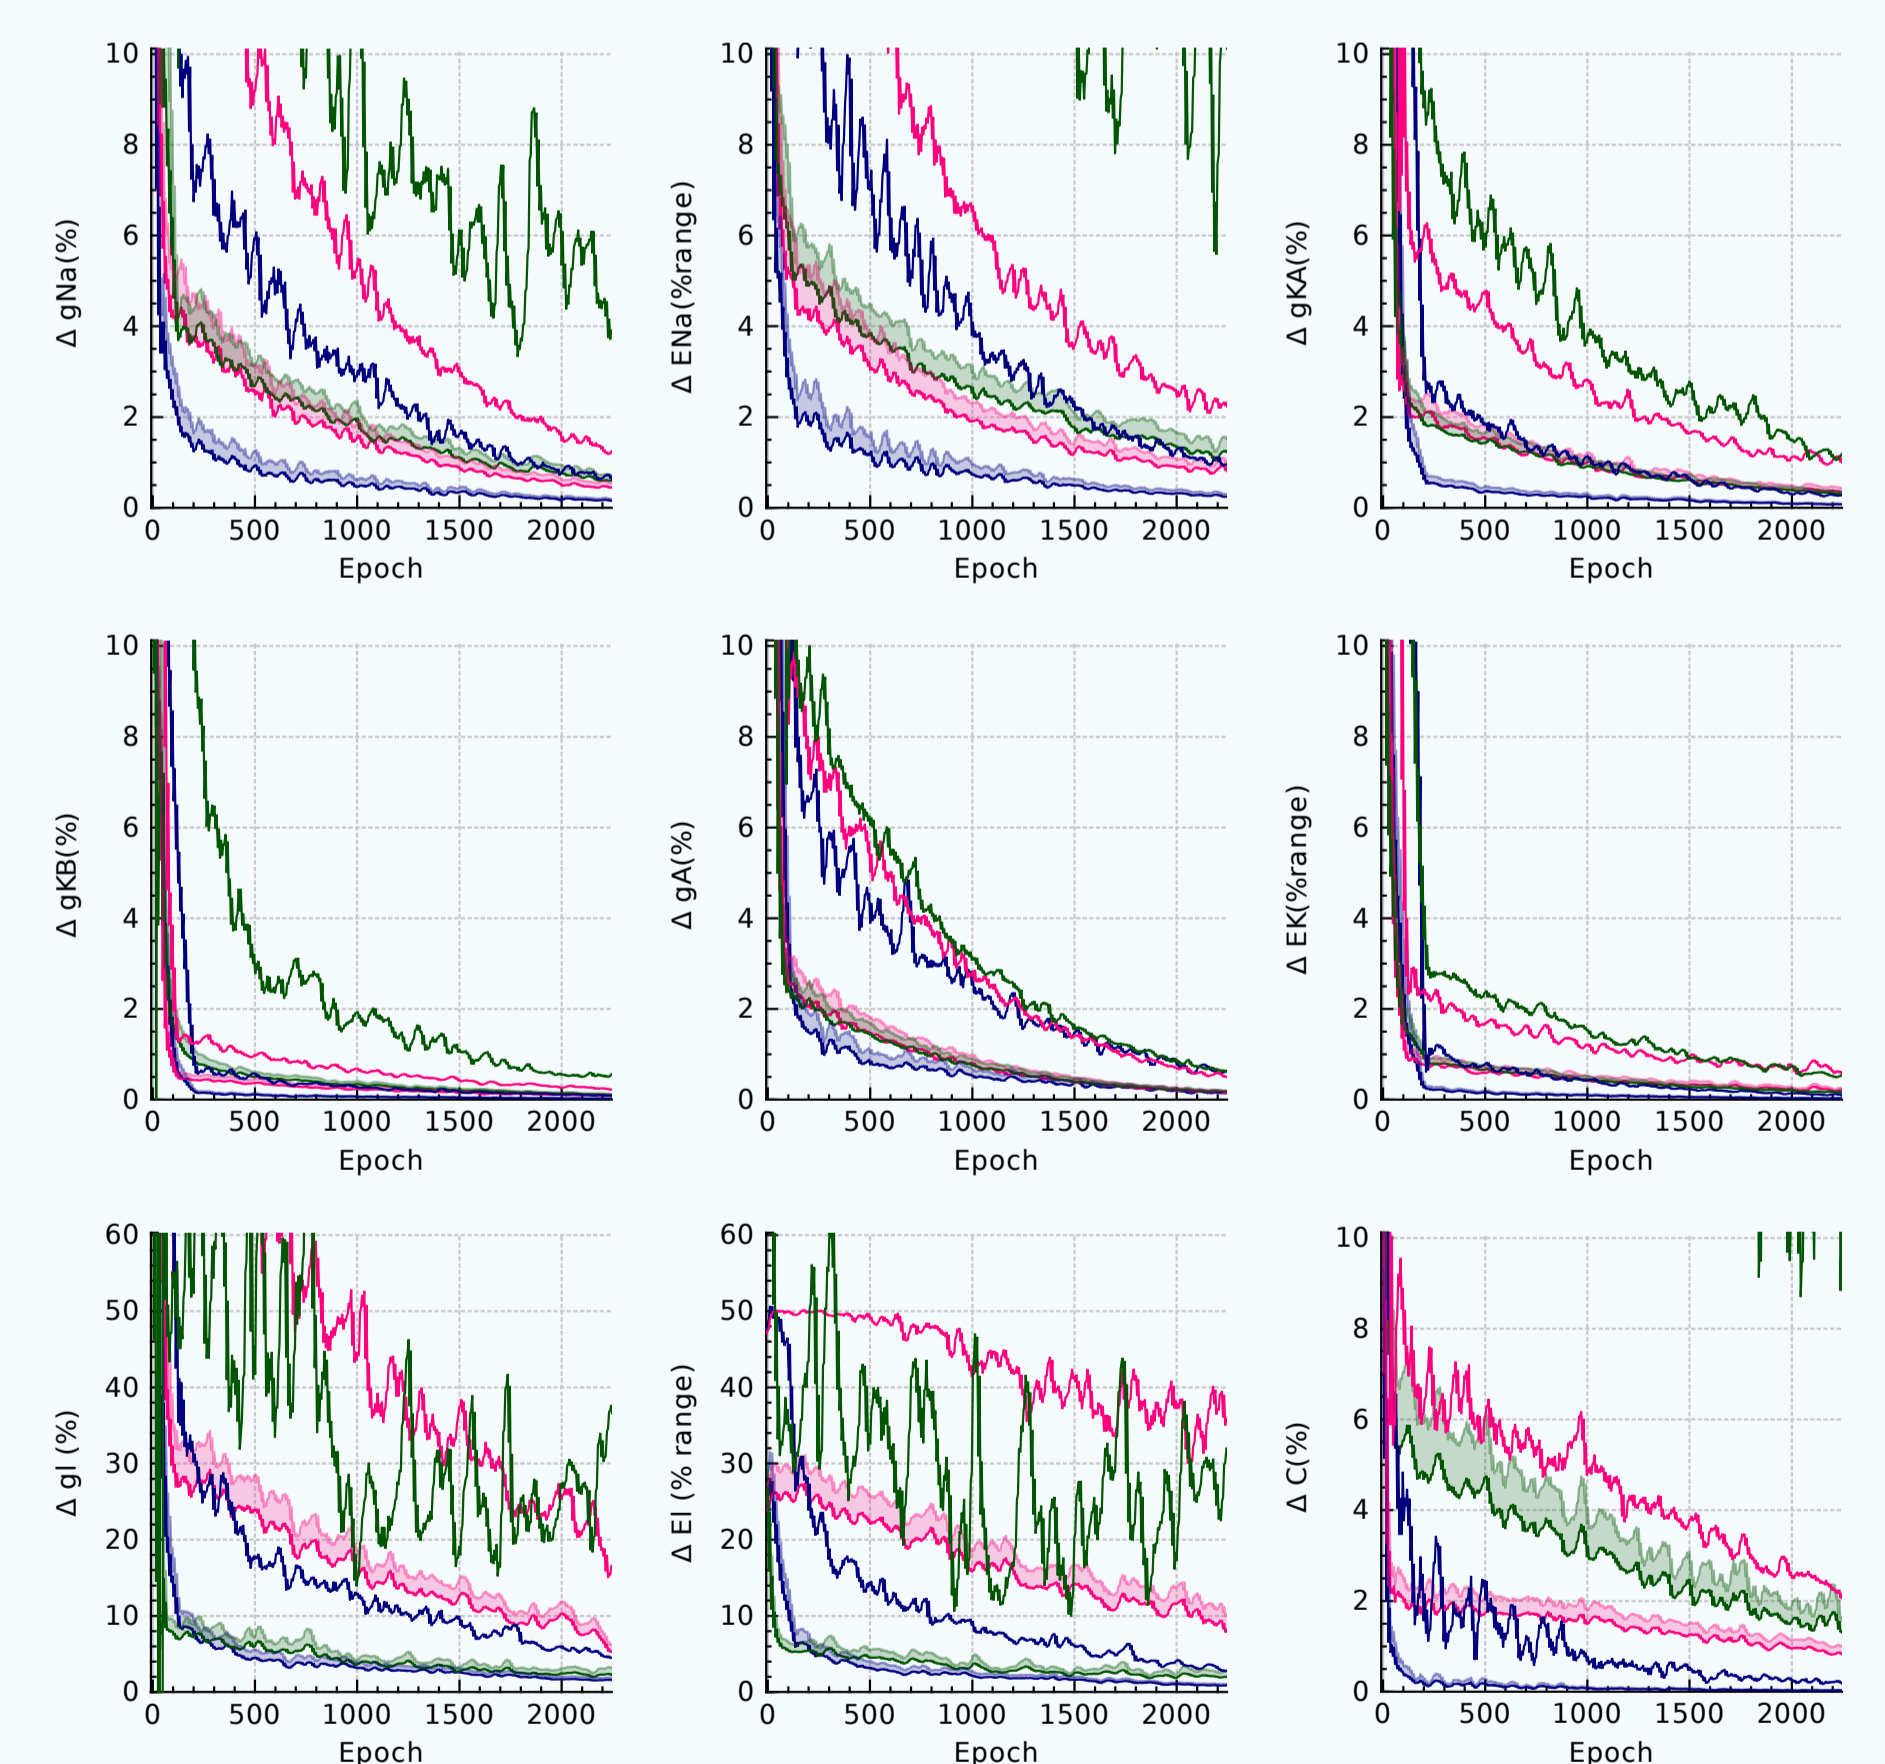 10
8
6
4
2
0
Δ gNa(%)
0 500 1000 1500 2000
Epoch
10
8
6
4
2
0
Δ ENa(%range)
0 500 1000 1500 2000
Epoch
10
8
6
4
2
0
Δ gKA(%)
0 500 1000 1500 2000
Epoch
10
8
6
4
2
0
Δ gKB(%)
0 500 1000 1500 2000
Epoch
10
8
6
4
2
0
Δ gA(%)
0 500 1000 1500 2000
Epoch
10
8
6
4
2
0
Δ EK(%range)
0 500 1000 1500 2000
Epoch
60
50
40
30
20
10
0
Δ gl (%)
0 500 1000 1500 2000
Epoch
60
50
40
30
20
10
0
Δ El (% range)
0 500 1000 1500 2000
Epoch
10
8
6
4
2
0
Δ C(%)
0 500 1000 1500 2000
Epoch